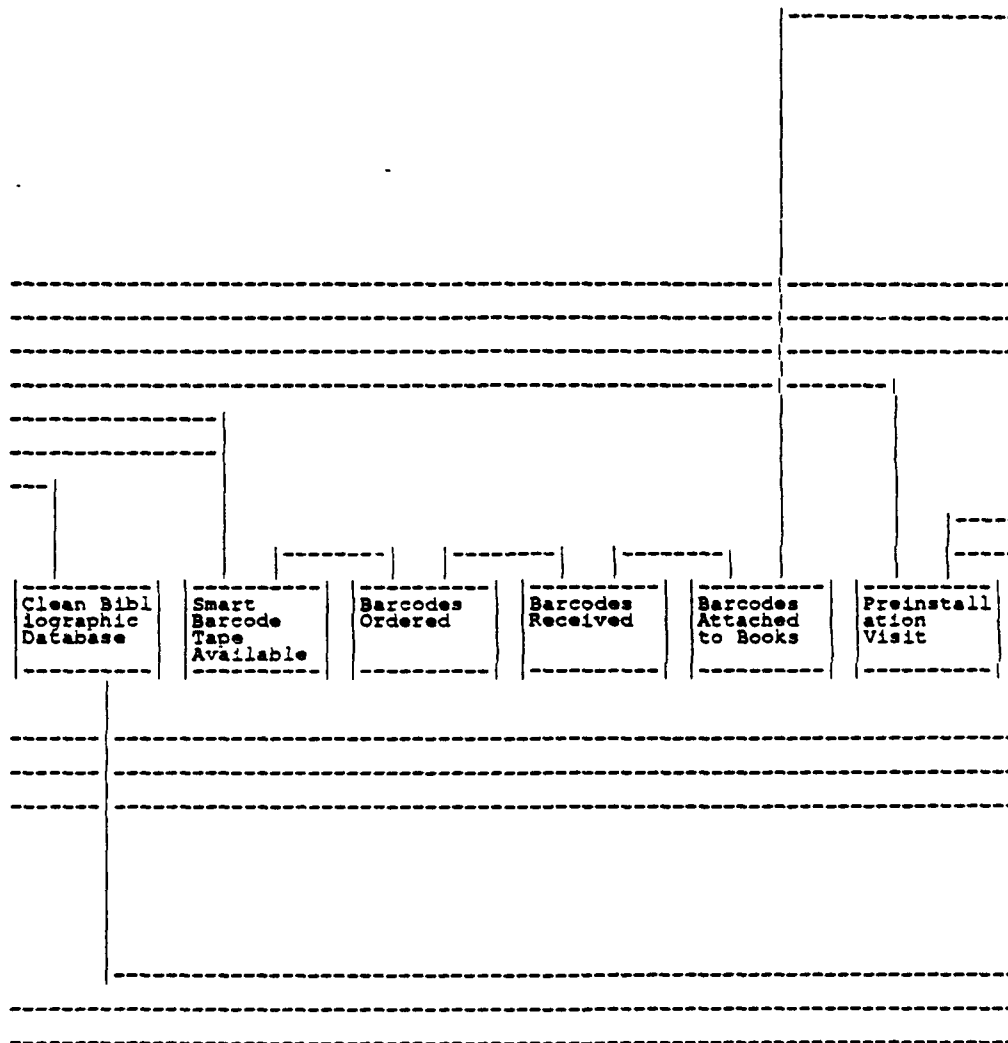 Clean Bibl
iographic
Database
Smart
Barcode
Tape
Available
Barcodes
Ordered
Barcodes
Received
Barcodes
Attached
to Books
Preinstall
ation
Visit